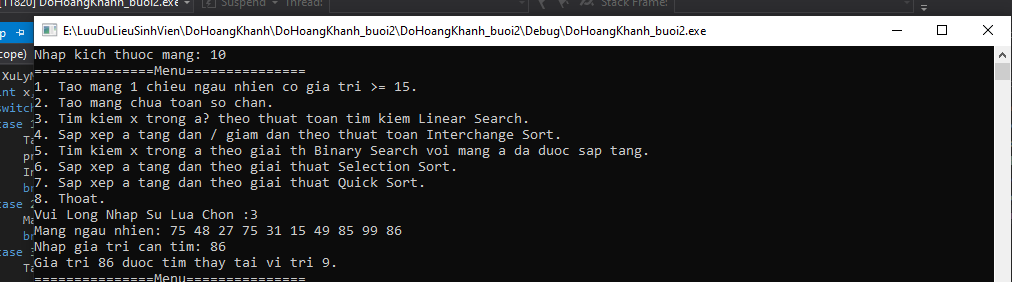 [11820] DoHoangKhanh_buoi2.exe
Suspend
Thread:
Stack Frame:
E:\LuuDuLieuSinhVien\DoHoangKhanh\DoHoangKhanh_buoi2\DoHoangKhanh_buoi2\Debug\DoHoangKhanh_buoi2.exe
Nhap kich thuoc mang: 10
===============Menu===============
1. Tao mang 1 chieu ngau nhien co gia tri >= 15.
2. Tao mang chua toan so chan.
3. Tim kiem x trong a? theo thuat toan tim kiem Linear Search.
4. Sap xep a tang dan / giam dan theo thuat toan Interchange Sort.
5. Tim kiem x trong a theo giai th Binary Search voi mang a da duoc sap tang.
6. Sap xep a tang dan theo giai thuat Selection Sort.
7. Sap xep a tang dan theo giai thuat Quick Sort.
8. Thoat.
Vui Long Nhap Su Lua Chon :3
Mang ngau nhien: 75 48 27 75 31 15 49 85 99 86
Nhap gia tri can tim: 86
Gia tri 86 duoc tim thay tai vi tri 9.
===============Menu===============